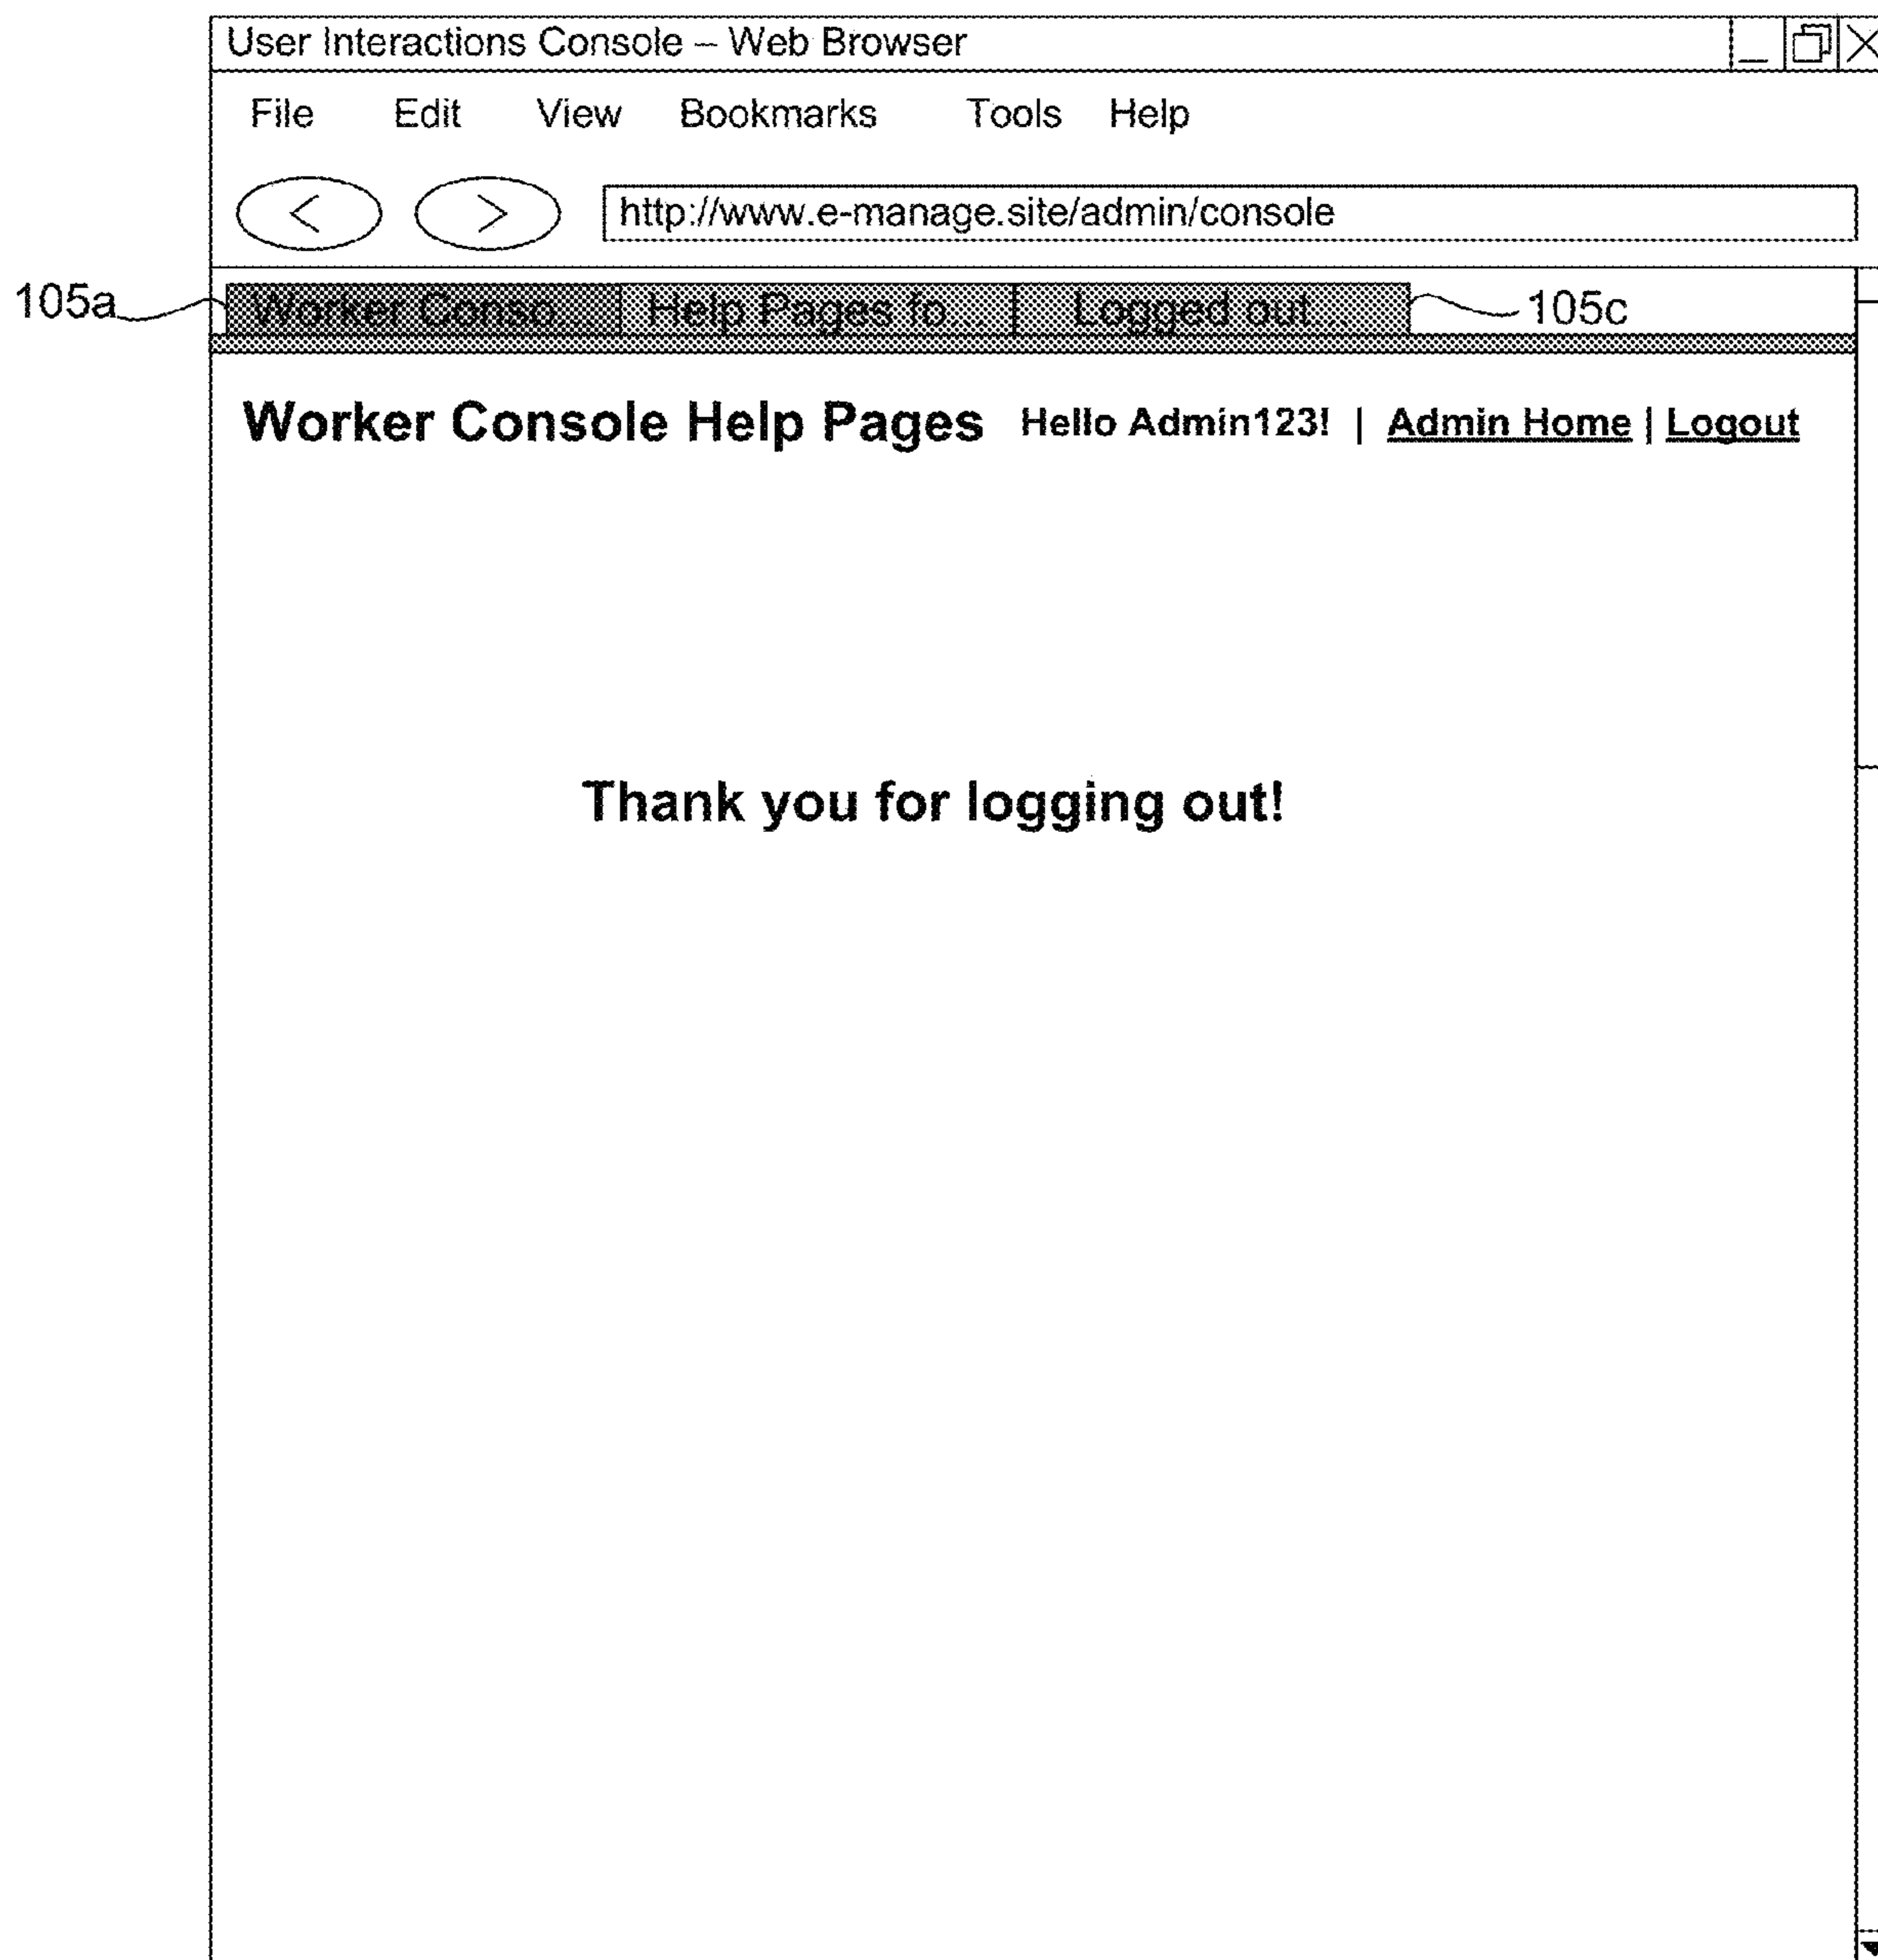 User Interactions Console – Web Browser
File Edit View Bookmarks Tools Help
< > http://www.e-manage.site/admin/console
105a Worker Conso Help Pages fo Logged out 105c
Worker Console Help Pages Hello Admin123! | Admin Home | Logout
Thank you for logging out!